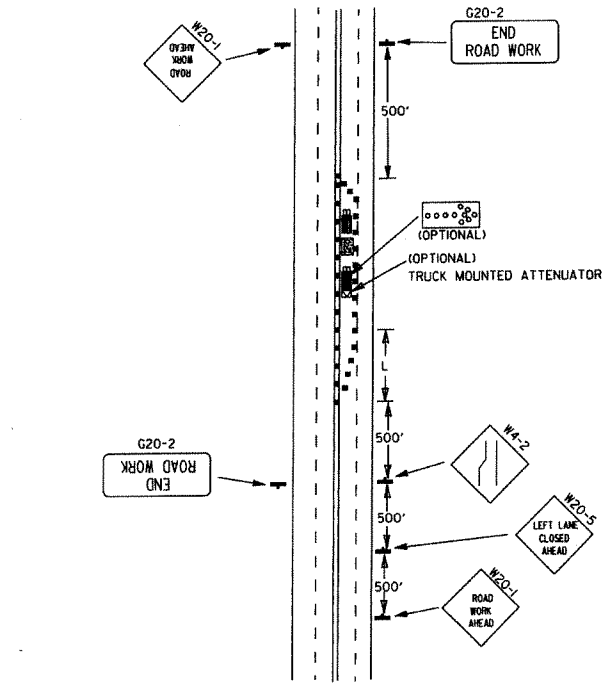 G20-2
END
ROAD WORK
W20-1
ROAD
WORK
AHEAD
500'
(OPTIONAL)
(OPTIONAL)
TRUCK MOUNTED ATTENUATOR
L
500'
W4-2
G20-2
END
ROAD WORK
500'
W20-5
LEFT LANE
CLOSED
AHEAD
500'
W20-1
ROAD
WORK
AHEAD